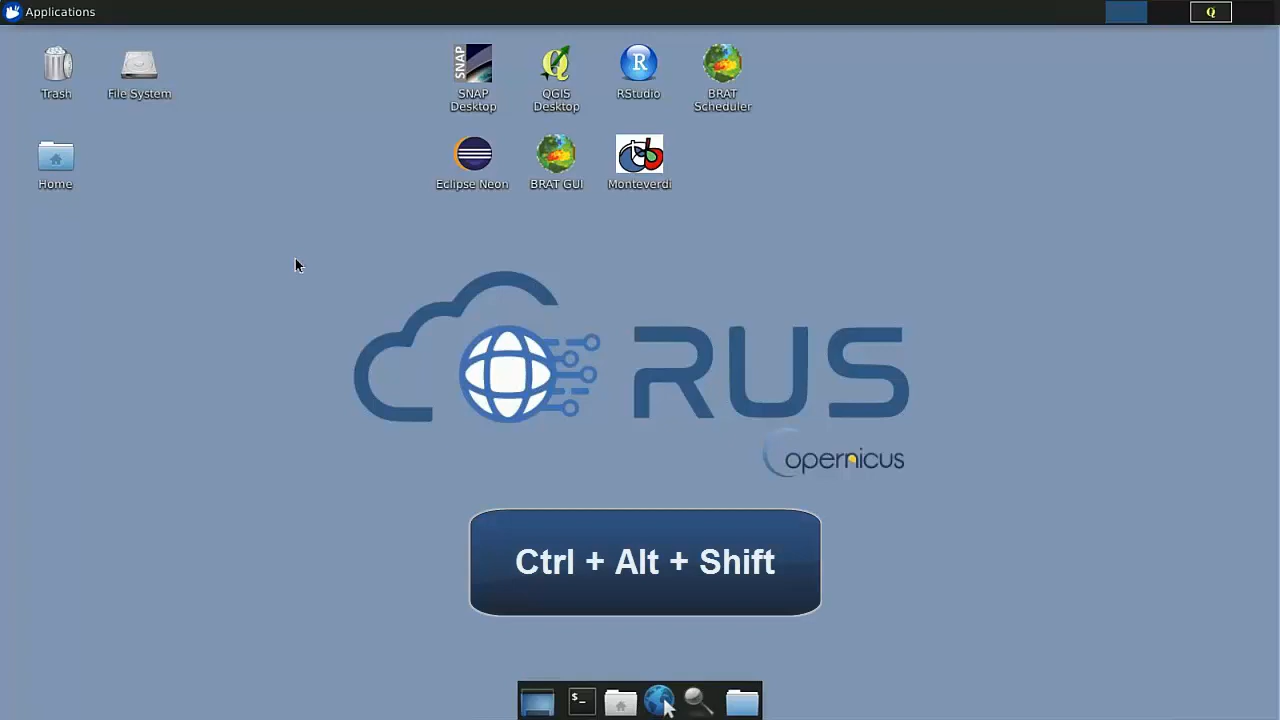 Applications
Q
Trash
File System
SNAP
SNAP
Desktop
QGIS
Desktop
R
RStudio
BRAT
Scheduler
Home
Eclipse Neon
BRAT GUI
Monteverdi
RUS
opernicus
Ctrl + Alt + Shift
$_